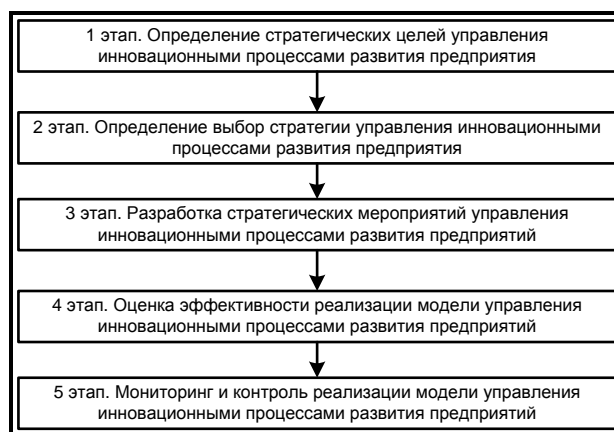 1 этап. Определение стратегических целей управления
инновационными процессами развития предприятия
2 этап. Определение выбор стратегии управления инновационными
процессами развития предприятия
3 этап. Разработка стратегических мероприятий управления
инновационными процессами развития предприятий
4 этап. Оценка эффективности реализации модели управления
инновационными процессами развития предприятий
5 этап. Мониторинг и контроль реализации модели управления
инновационными процессами развития предприятий